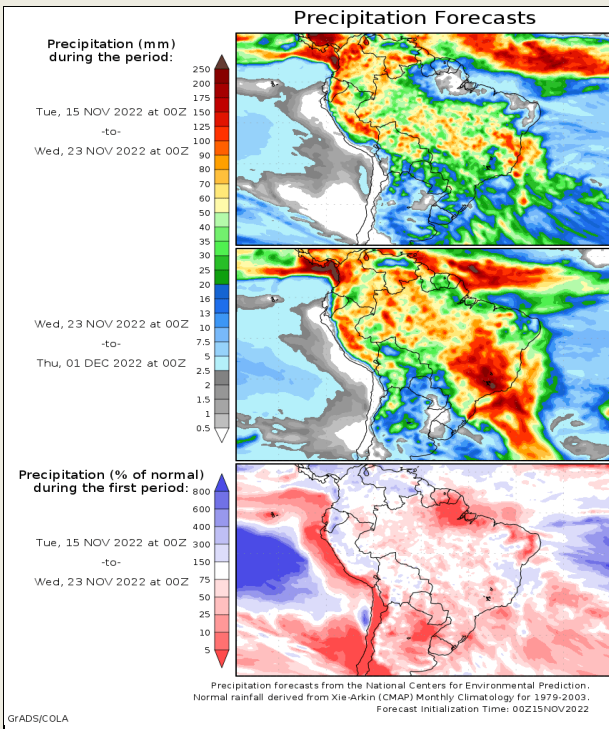 Precipitation Forecasts
Precipitation (mm)
during the period:
Tue, 15 NOV 2022 at 00Z
-to-
Wed, 23 NOV 2022 at 00Z
250
200
175
150
125
100
90
80
70
60
50
40
35
30
25
20
16
13
10
7.5
5
2.5
2
1.5
1
0.5
Wed, 23 NOV 2022 at 00Z
-to-
Thu, 01 DEC 2022 at 00Z
Precipitation (% of normal)
during the first period:
Tue, 15 NOV 2022 at 00Z
-to-
Wed, 23 NOV 2022 at 00Z
800
600
400
300
150
75
50
25
10
5
Precipitation forecasts from the National Centers for Environmental Prediction.
Normal rainfall derived from Xie-Arkin (CMAP) Monthly Climatology for 1979-2003.
Forecast Initialization Time: 00Z15NOV2022
GrADS/COLA